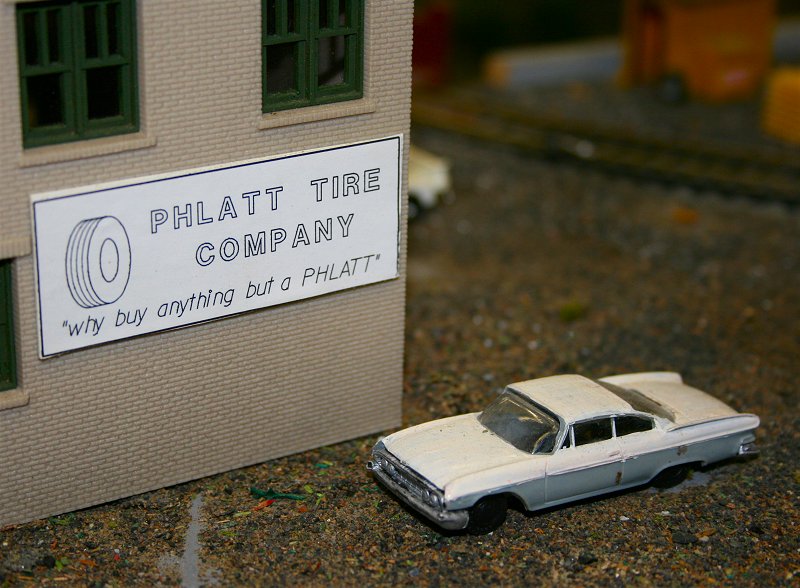 PHLATT TIRE
COMPANY
"why buy anything but a PHLATT"